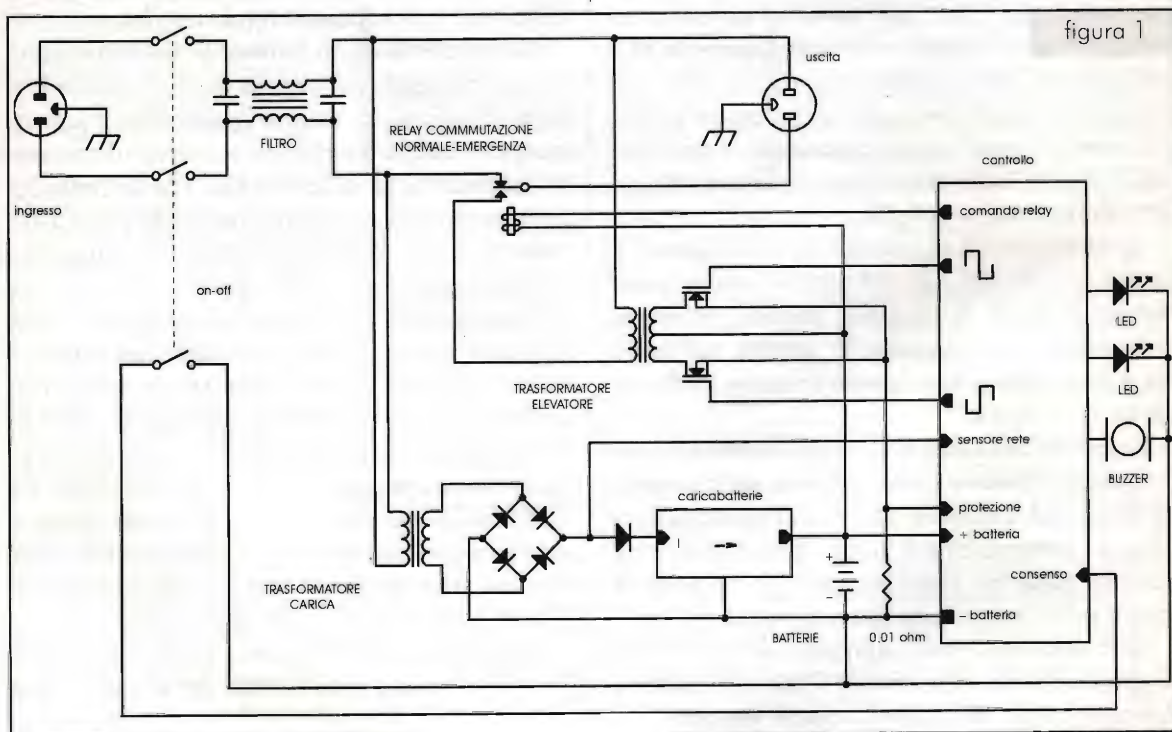 figura 1
uscita
FILTRO
RELAY COMMMUTAZIONE
NORMALE-EMERGENZA
ingresso
cantrollo
comando relay
on-off
LED
TRASFORMATORE
ELEVATORE
LED
sensore rete
BUZZER
caricabatterie
protezione
+ batteria
+
-
consenso
TRASFORMATORE
CARICA
BATTERIE
0.01 ohm
- batteria